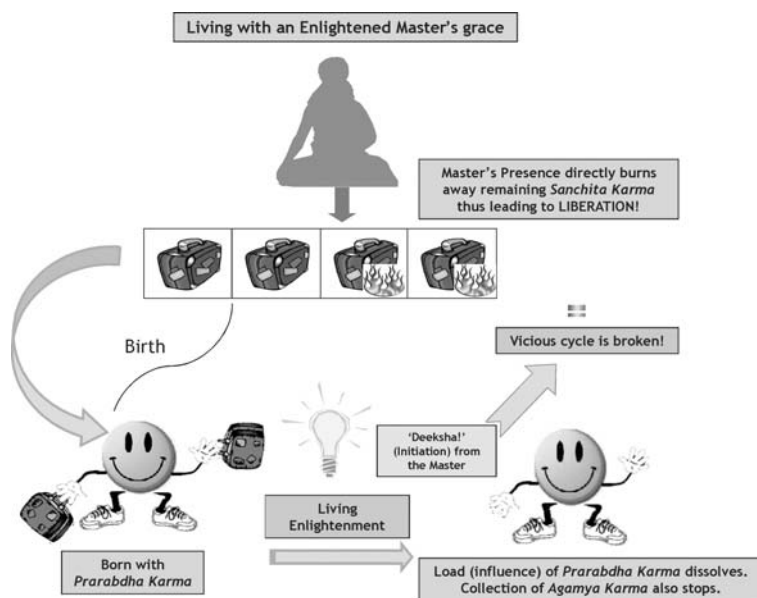 Living with an Enlightened Master's grace
Master's Presence directly burns
away remaining Sanchita Karma
thus leading to LIBERATION!
Birth
=
Vicious cycle is broken!
'Deeksha!'
(Initiation) from
the Master
Living
Enlightenment
Born with
Prarabdha Karma
Load (influence) of Prarabdha Karma dissolves.
Collection of Agamya Karma also stops.